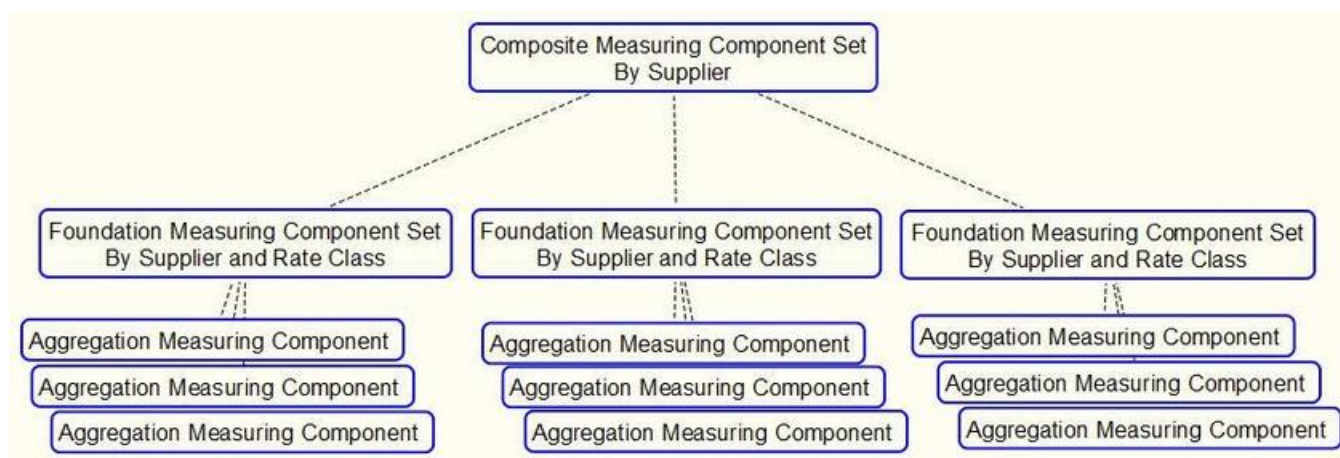 Composite Measuring Component Set
By Supplier
Foundation Measuring Component Set
By Supplier and Rate Class
Foundation Measuring Component Set
By Supplier and Rate Class
Foundation Measuring Component Set
By Supplier and Rate Class
Aggregation Measuring Component
Aggregation Measuring Component
Aggregation Measuring Component
Aggregation Measuring Component
Aggregation Measuring Component
Aggregation Measuring Component
Aggregation Measuring Component
Aggregation Measuring Component
Aggregation Measuring Component